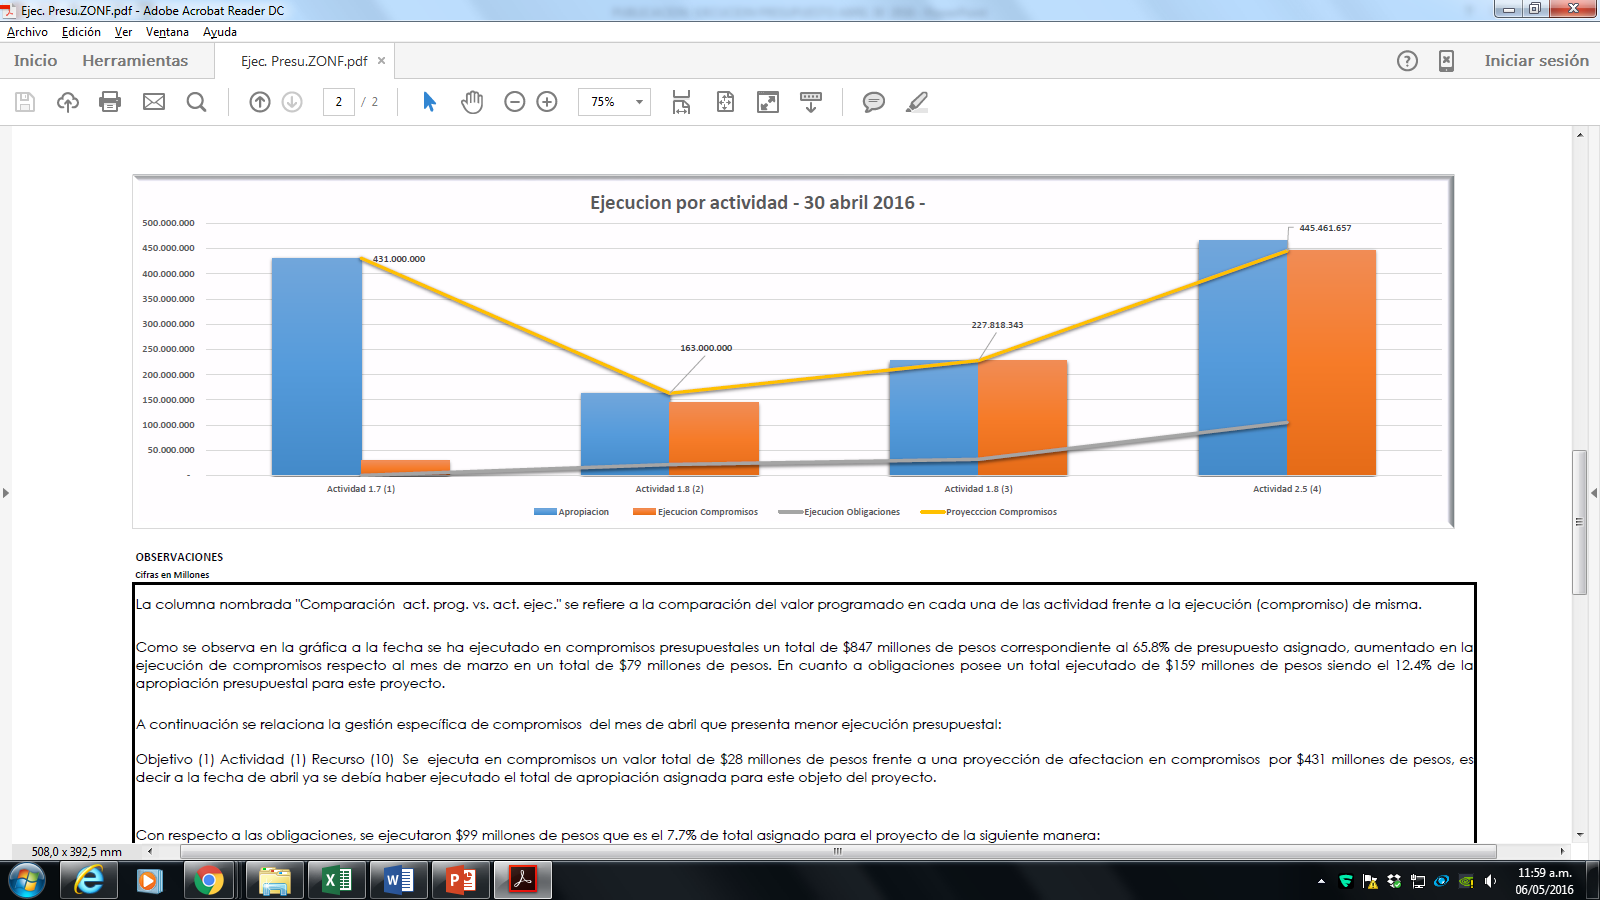 Ejec. Presu.ZONF.pdf - Adobe Acrobat Reader DC
Archivo Edición Ver Ventana Ayuda
Inicio Herramientas Ejec. Presu.ZONF.pdf × Iniciar sesión
2 / 2 75%
Ejecucion por actividad - 30 abril 2016 -
500.000.000
450.000.000
400.000.000
350.000.000
300.000.000
250.000.000
200.000.000
150.000.000
100.000.000
50.000.000
-
431.000.000
163.000.000
227.818.343
445.461.657
Actividad 1.7 (1) Actividad 1.8 (2) Actividad 1.8 (3) Actividad 2.5 (4)
Apropiacion Ejecucion Compromisos Ejecucion Obligaciones Proyecccion Compromisos
OBSERVACIONES
Cifras en Millones
La columna nombrada "Comparación act. prog. vs. act. ejec." se refiere a la comparación del valor programado en cada una de las actividad frente a la ejecución (compromiso) de misma.
Como se observa en la gráfica a la fecha se ha ejecutado en compromisos presupuestales un total de $847 millones de pesos correspondiente al 65.8% de presupuesto asignado, aumentado en la
ejecución de compromisos respecto al mes de marzo en un total de $79 millones de pesos. En cuanto a obligaciones posee un total ejecutado de $159 millones de pesos siendo el 12.4% de la
apropiación presupuestal para este proyecto.
A continuación se relaciona la gestión específica de compromisos del mes de abril que presenta menor ejecución presupuestal:
Objetivo (1) Actividad (1) Recurso (10) Se ejecuta en compromisos un valor total de $28 millones de pesos frente a una proyección de afectacion en compromisos por $431 millones de pesos, es
decir a la fecha de abril ya se debía haber ejecutado el total de apropiación asignada para este objeto del proyecto.
Con respecto a las obligaciones, se ejecutaron $99 millones de pesos que es el 7.7% de total asignado para el proyecto de la siguiente manera:
508,0 x 392,5 mm
11:59 a.m.
06/05/2016